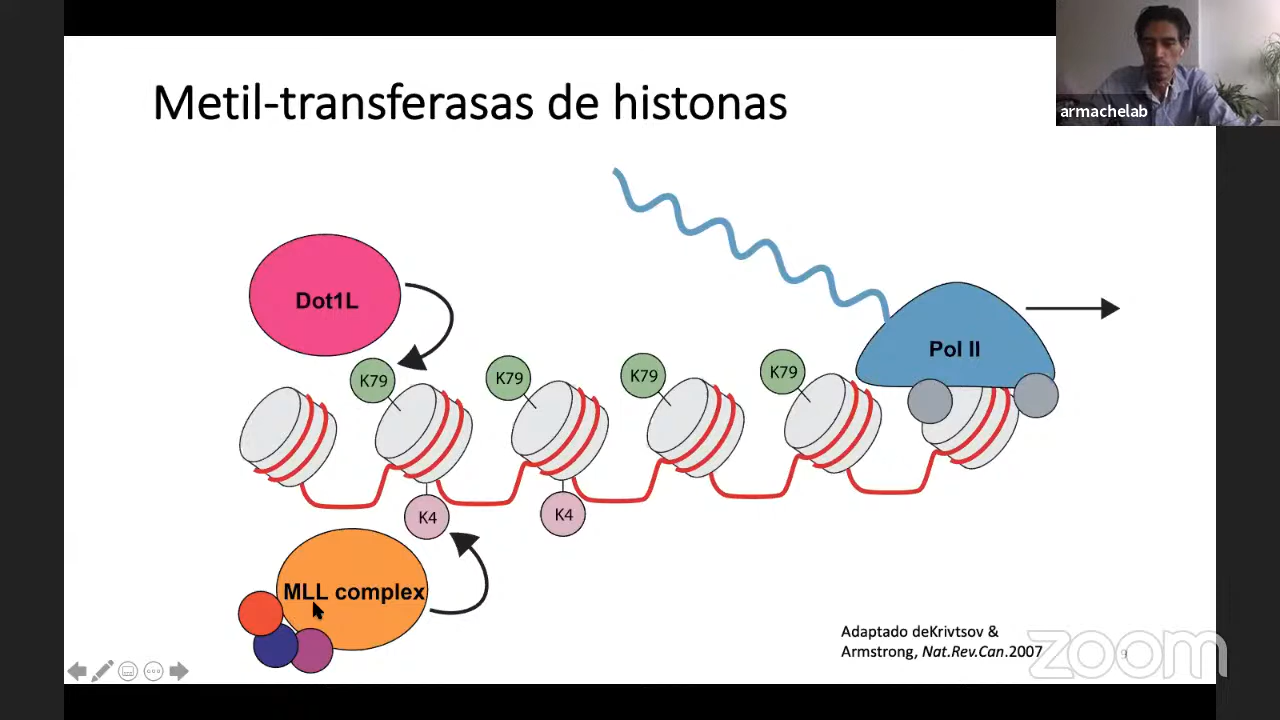 Metil-transferasas de histonas
armachelab
Dot1L
Pol II
K79
K79
K79
K79
K4
K4
MLL complex
Adaptado deKrivtsov &
Armstrong, Nat.Rev.Can.2007
9
zoom